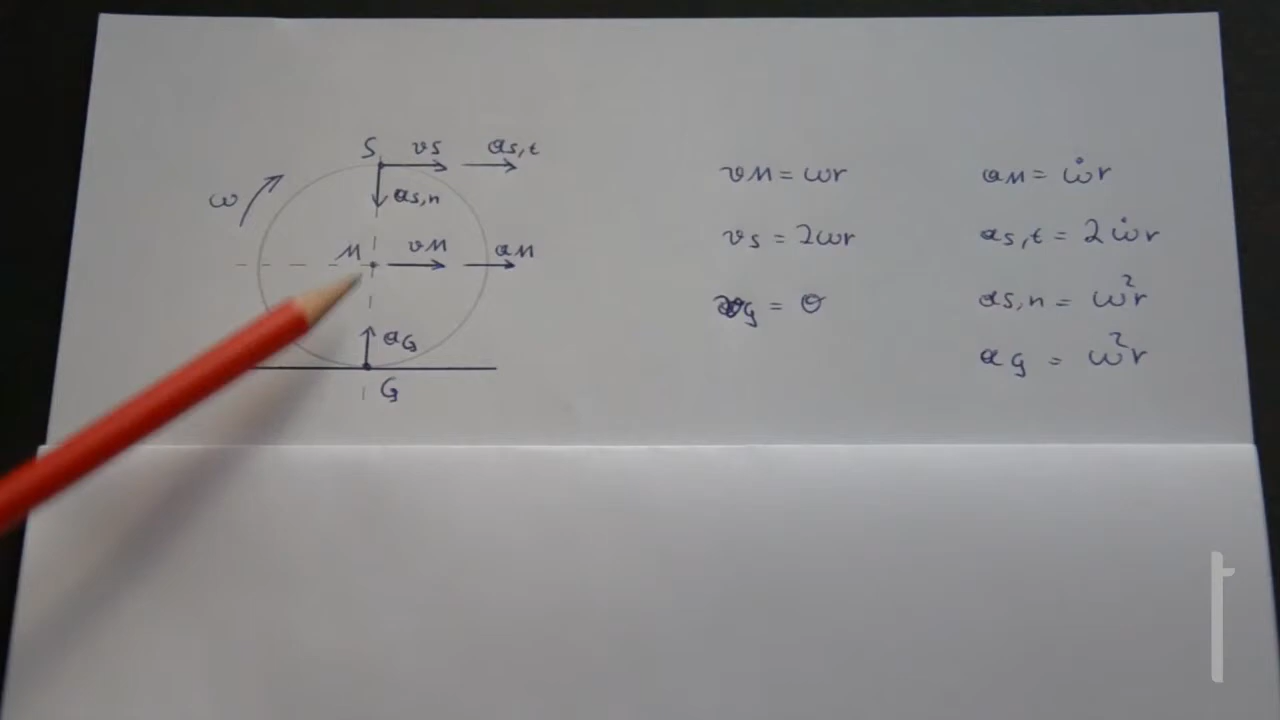 S vs as,t
ω
as,n
M vM aM
aG
G
vM = ωr
vs = 2ωr
vg = 0
aM = ω̇r
as,t = 2ω̇r
as,n = ω²r
ag = ω²r